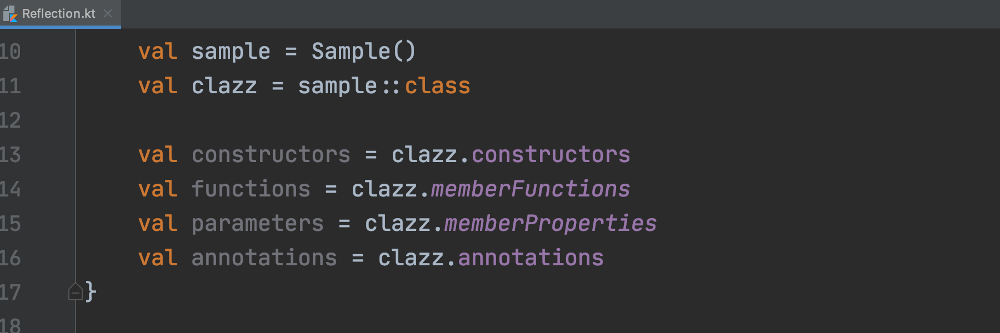 Reflection.kt
10 val sample = Sample()
11 val clazz = sample::class
12
13 val constructors = clazz.constructors
14 val functions = clazz.memberFunctions
15 val parameters = clazz.memberProperties
16 val annotations = clazz.annotations
17 }
18